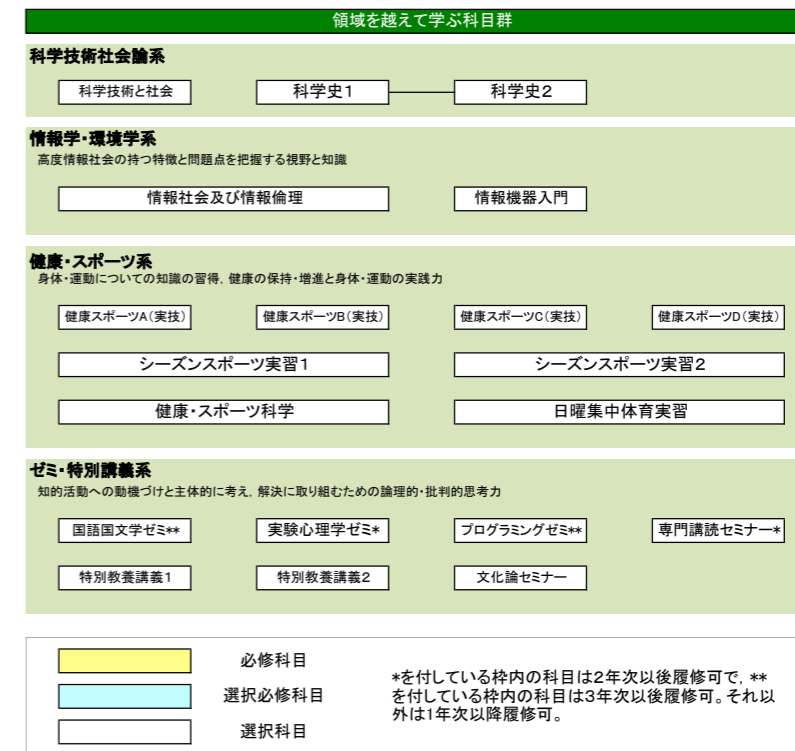 領域を越えて学ぶ科目群
科学技術社会論系
科学技術と社会 科学史1 科学史2
情報学・環境学系
高度情報社会の持つ特徴と問題点を把握する視野と知識
情報社会及び情報倫理 情報機器入門
健康・スポーツ系
身体・運動についての知識の習得，健康の保持・増進と身体・運動の実践力
健康スポーツA(実技) 健康スポーツB(実技) 健康スポーツC(実技) 健康スポーツD(実技)
シーズンスポーツ実習1 シーズンスポーツ実習2
健康・スポーツ科学 日曜集中体育実習
ゼミ・特別講義系
知的活動への動機づけと主体的に考え，解決に取り組むための論理的・批判的思考力
国語国文学ゼミ** 実験心理学ゼミ* プログラミングゼミ** 専門講読セミナー*
特別教養講義1 特別教養講義2 文化論セミナー
必修科目
選択必修科目
選択科目
*を付している枠内の科目は2年次以後履修可で，**
を付している枠内の科目は3年次以後履修可。それ以
外は1年次以降履修可。